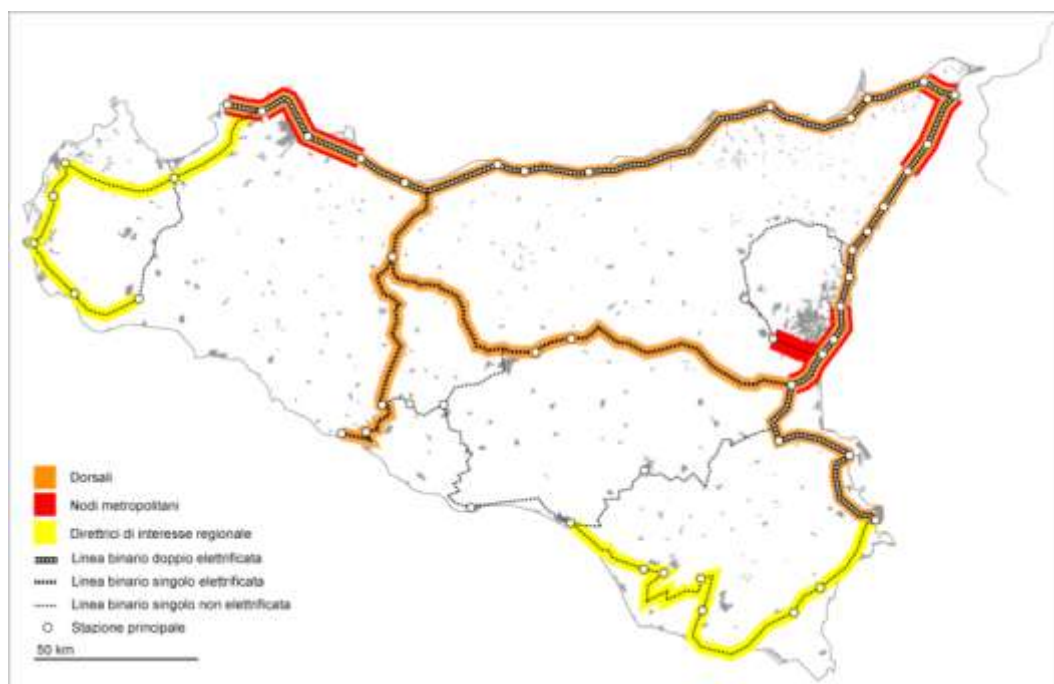 Dorsali
Nodi metropolitani
Direttrici di interesse regionale
Linea binario doppio elettrificata
Linea binario singolo elettrificata
Linea binario singolo non elettrificata
Stazione principale
50 km